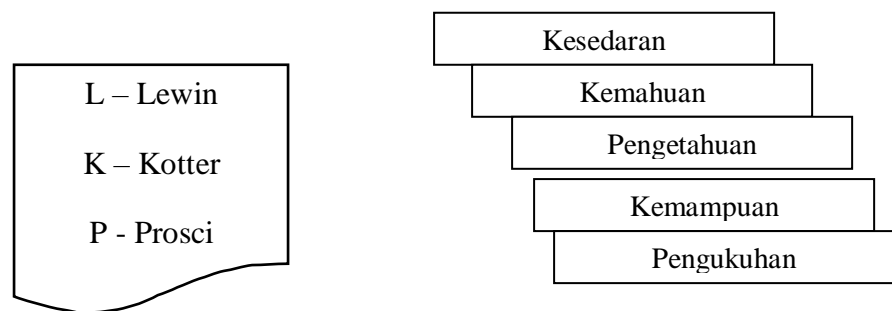 L – Lewin
K – Kotter
P - Prosci
Kesedaran
Kemahuan
Pengetahuan
Kemampuan
Pengukuhan